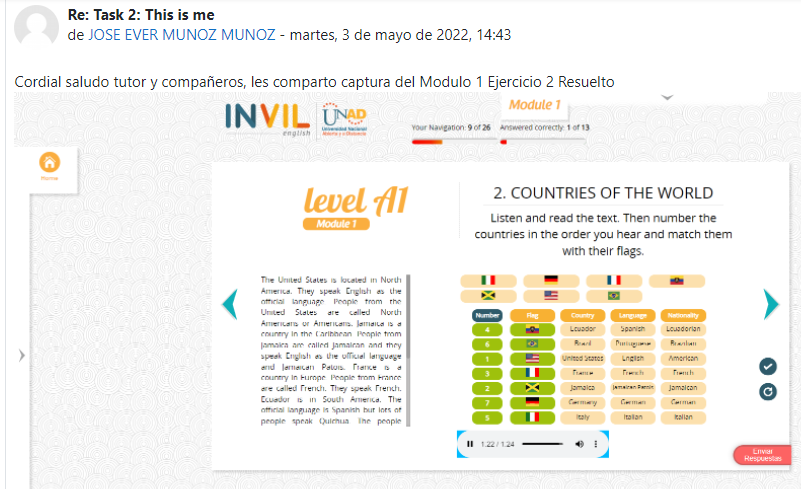 Re: Task 2: This is me
de JOSE EVER MUNOZ MUNOZ - martes, 3 de mayo de 2022, 14:43
Cordial saludo tutor y compañeros, les comparto captura del Modulo 1 Ejercicio 2 Resuelto
Module 1
INVIL
english
UNAD
Universidad Nacional
Abierta y a Distancia
Your Navigation: 9 of 26 Answered correctly: 1 of 13
Home
level A1
Module 1
2. COUNTRIES OF THE WORLD
Listen and read the text. Then number the
countries in the order you hear and match them
with their flags.
The United States is located in North
America. They speak English as the
official language People from the
United States are called North
Americans or Americans. Jamaica is a
country in the Caribbean. People from
Jamaica are called Jamaican and they
speak English as the official language
and Jamaican Patois. France is a
country in Europe. People from France
are called French. They speak French.
Ecuador is in South America. The
official language is Spanish but lots of
people speak Quichua. The people
Number Flag Country Language Nationality
4 Ecuador Spanish Ecuadorian
6 Brazil Portuguese Brazilian
1 United States English American
3 France French French
2 Jamaica Jamaican Patois Jamaican
7 Germany German German
5 Italy Italian Italian
1:22 / 1:24
Enviar
Respuestas